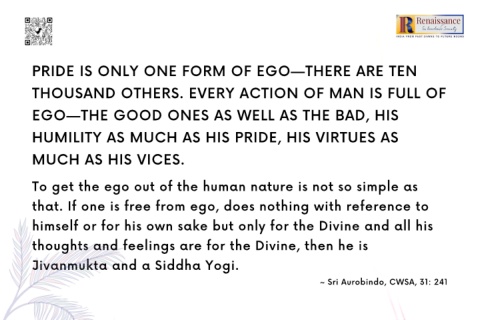 Renaissance
PRIDE IS ONLY ONE FORM OF EGO—THERE ARE TEN
THOUSAND OTHERS. EVERY ACTION OF MAN IS FULL OF
EGO—THE GOOD ONES AS WELL AS THE BAD, HIS
HUMILITY AS MUCH AS HIS PRIDE, HIS VIRTUES AS
MUCH AS HIS VICES.
To get the ego out of the human nature is not so simple as
that. If one is free from ego, does nothing with reference to
himself or for his own sake but only for the Divine and all his
thoughts and feelings are for the Divine, then he is
Jivanmukta and a Siddha Yogi.
– Sri Aurobindo, CWSA, 31: 241